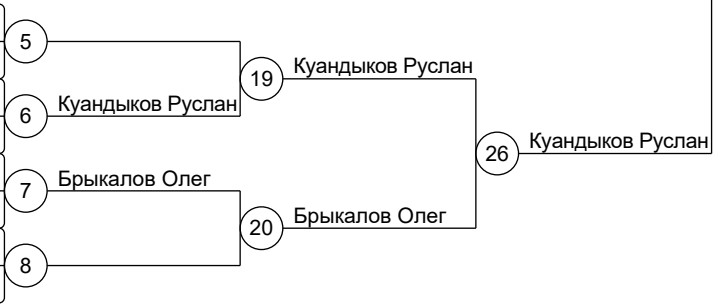 5
19 Куандыков Руслан
6 Куандыков Руслан
26 Куандыков Руслан
7 Брыкалов Олег
20 Брыкалов Олег
8